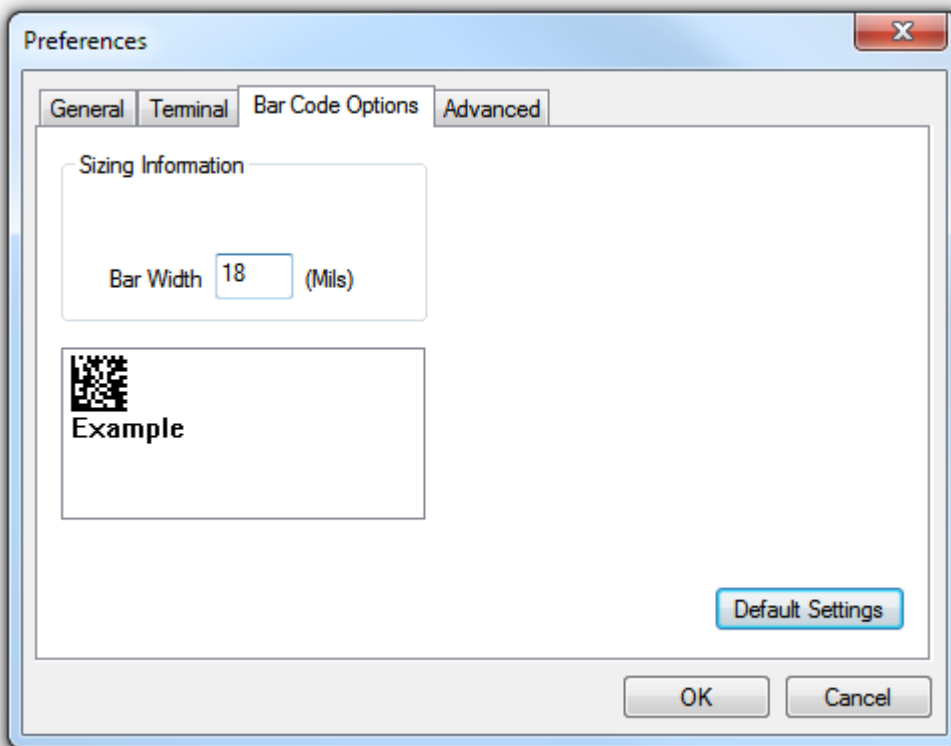 Preferences
General Terminal Bar Code Options Advanced
Sizing Information
Bar Width 18 (Mils)
Example
Default Settings
OK Cancel